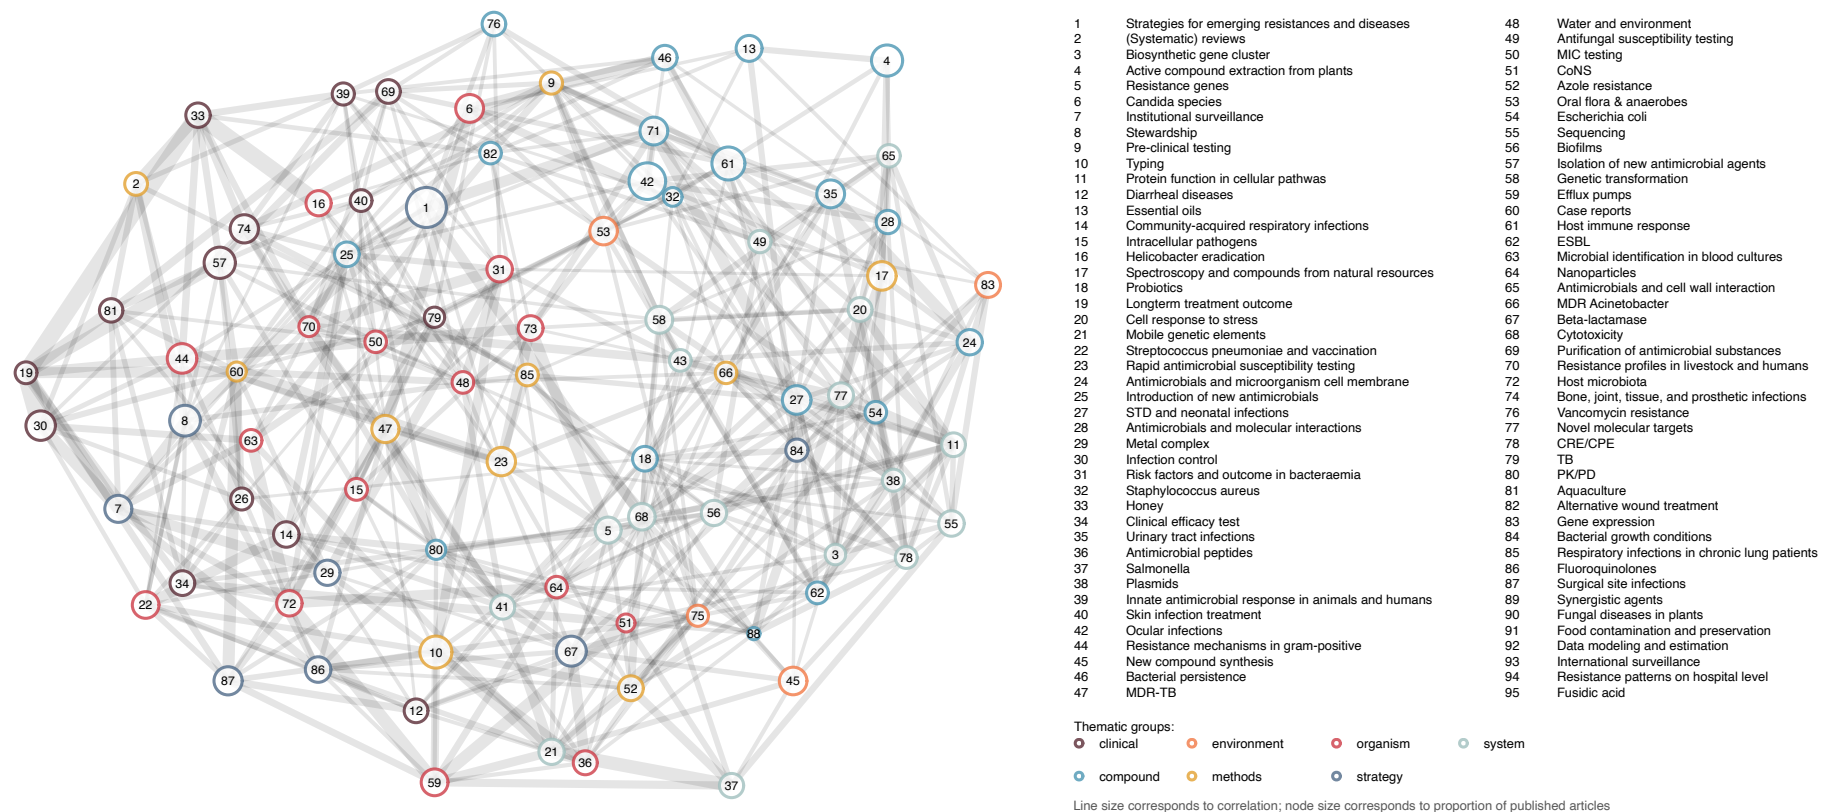 76
13
46
4
9
39
69
6
33
71
82
65
61
2
42
32
35
40
16
1
28
74
53
49
25
57
31
17
83
81
20
79
58
70
73
50
24
44
43
19
60
85
66
48
77
27
54
8
30
47
63
11
84
18
23
38
15
26
7
56
68
55
5
14
80
3
78
29
34
64
62
72
22
41
75
51
88
67
10
86
87
45
52
12
21
36
59
37
1 Strategies for emerging resistances and diseases
2 (Systematic) reviews
3 Biosynthetic gene cluster
4 Active compound extraction from plants
5 Resistance genes
6 Candida species
7 Institutional surveillance
8 Stewardship
9 Pre-clinical testing
10 Typing
11 Protein function in cellular pathwas
12 Diarrheal diseases
13 Essential oils
14 Community-acquired respiratory infections
15 Intracellular pathogens
16 Helicobacter eradication
17 Spectroscopy and compounds from natural resources
18 Probiotics
19 Longterm treatment outcome
20 Cell response to stress
21 Mobile genetic elements
22 Streptococcus pneumoniae and vaccination
23 Rapid antimicrobial susceptibility testing
24 Antimicrobials and microorganism cell membrane
25 Introduction of new antimicrobials
27 STD and neonatal infections
28 Antimicrobials and molecular interactions
29 Metal complex
30 Infection control
31 Risk factors and outcome in bacteraemia
32 Staphylococcus aureus
33 Honey
34 Clinical efficacy test
35 Urinary tract infections
36 Antimicrobial peptides
37 Salmonella
38 Plasmids
39 Innate antimicrobial response in animals and humans
40 Skin infection treatment
42 Ocular infections
44 Resistance mechanisms in gram-positive
45 New compound synthesis
46 Bacterial persistence
47 MDR-TB
48 Water and environment
49 Antifungal susceptibility testing
50 MIC testing
51 CoNS
52 Azole resistance
53 Oral flora & anaerobes
54 Escherichia coli
55 Sequencing
56 Biofilms
57 Isolation of new antimicrobial agents
58 Genetic transformation
59 Efflux pumps
60 Case reports
61 Host immune response
62 ESBL
63 Microbial identification in blood cultures
64 Nanoparticles
65 Antimicrobials and cell wall interaction
66 MDR Acinetobacter
67 Beta-lactamase
68 Cytotoxicity
69 Purification of antimicrobial substances
70 Resistance profiles in livestock and humans
72 Host microbiota
74 Bone, joint, tissue, and prosthetic infections
76 Vancomycin resistance
77 Novel molecular targets
78 CRE/CPE
79 TB
80 PK/PD
81 Aquaculture
82 Alternative wound treatment
83 Gene expression
84 Bacterial growth conditions
85 Respiratory infections in chronic lung patients
86 Fluoroquinolones
87 Surgical site infections
89 Synergistic agents
90 Fungal diseases in plants
91 Food contamination and preservation
92 Data modeling and estimation
93 International surveillance
94 Resistance patterns on hospital level
95 Fusidic acid
Thematic groups:
clinical environment organism system
compound methods strategy
Line size corresponds to correlation; node size corresponds to proportion of published articles